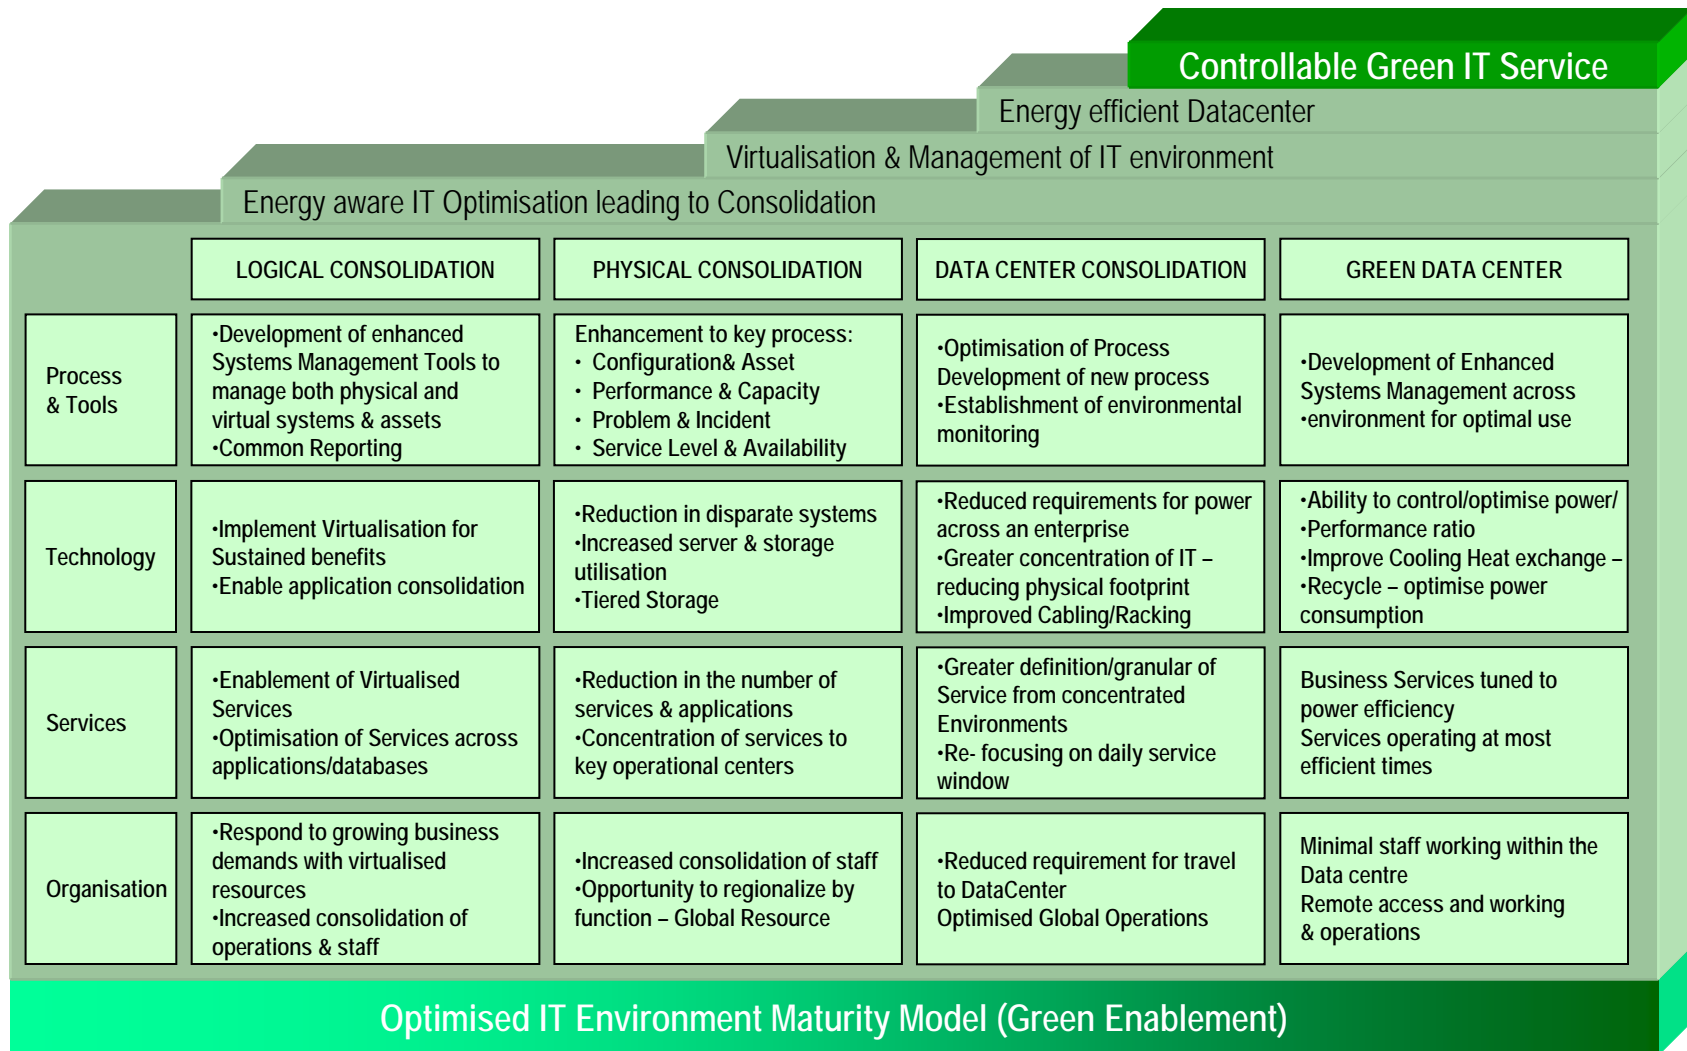 Controllable Green IT Service
Energy efficient Datacenter
Virtualisation & Management of IT environment
Energy aware IT Optimisation leading to Consolidation
LOGICAL CONSOLIDATION
PHYSICAL CONSOLIDATION
DATA CENTER CONSOLIDATION
GREEN DATA CENTER
Process
& Tools
•Development of enhanced
Systems Management Tools to
manage both physical and
virtual systems & assets
•Common Reporting
Enhancement to key process:
• Configuration& Asset
• Performance & Capacity
• Problem & Incident
• Service Level & Availability
•Optimisation of Process
Development of new process
•Establishment of environmental
monitoring
•Development of Enhanced
Systems Management across
•environment for optimal use
Technology
•Implement Virtualisation for
Sustained benefits
•Enable application consolidation
•Reduction in disparate systems
•Increased server & storage
utilisation
•Tiered Storage
•Reduced requirements for power
across an enterprise
•Greater concentration of IT –
reducing physical footprint
•Improved Cabling/Racking
•Ability to control/optimise power/
•Performance ratio
•Improve Cooling Heat exchange –
•Recycle – optimise power
consumption
Services
•Enablement of Virtualised
Services
•Optimisation of Services across
applications/databases
•Reduction in the number of
services & applications
•Concentration of services to
key operational centers
•Greater definition/granular of
Service from concentrated
Environments
•Re- focusing on daily service
window
Business Services tuned to
power efficiency
Services operating at most
efficient times
Organisation
•Respond to growing business
demands with virtualised
resources
•Increased consolidation of
operations & staff
•Increased consolidation of staff
•Opportunity to regionalize by
function – Global Resource
•Reduced requirement for travel
to DataCenter
Optimised Global Operations
Minimal staff working within the
Data centre
Remote access and working
& operations
Optimised IT Environment Maturity Model (Green Enablement)